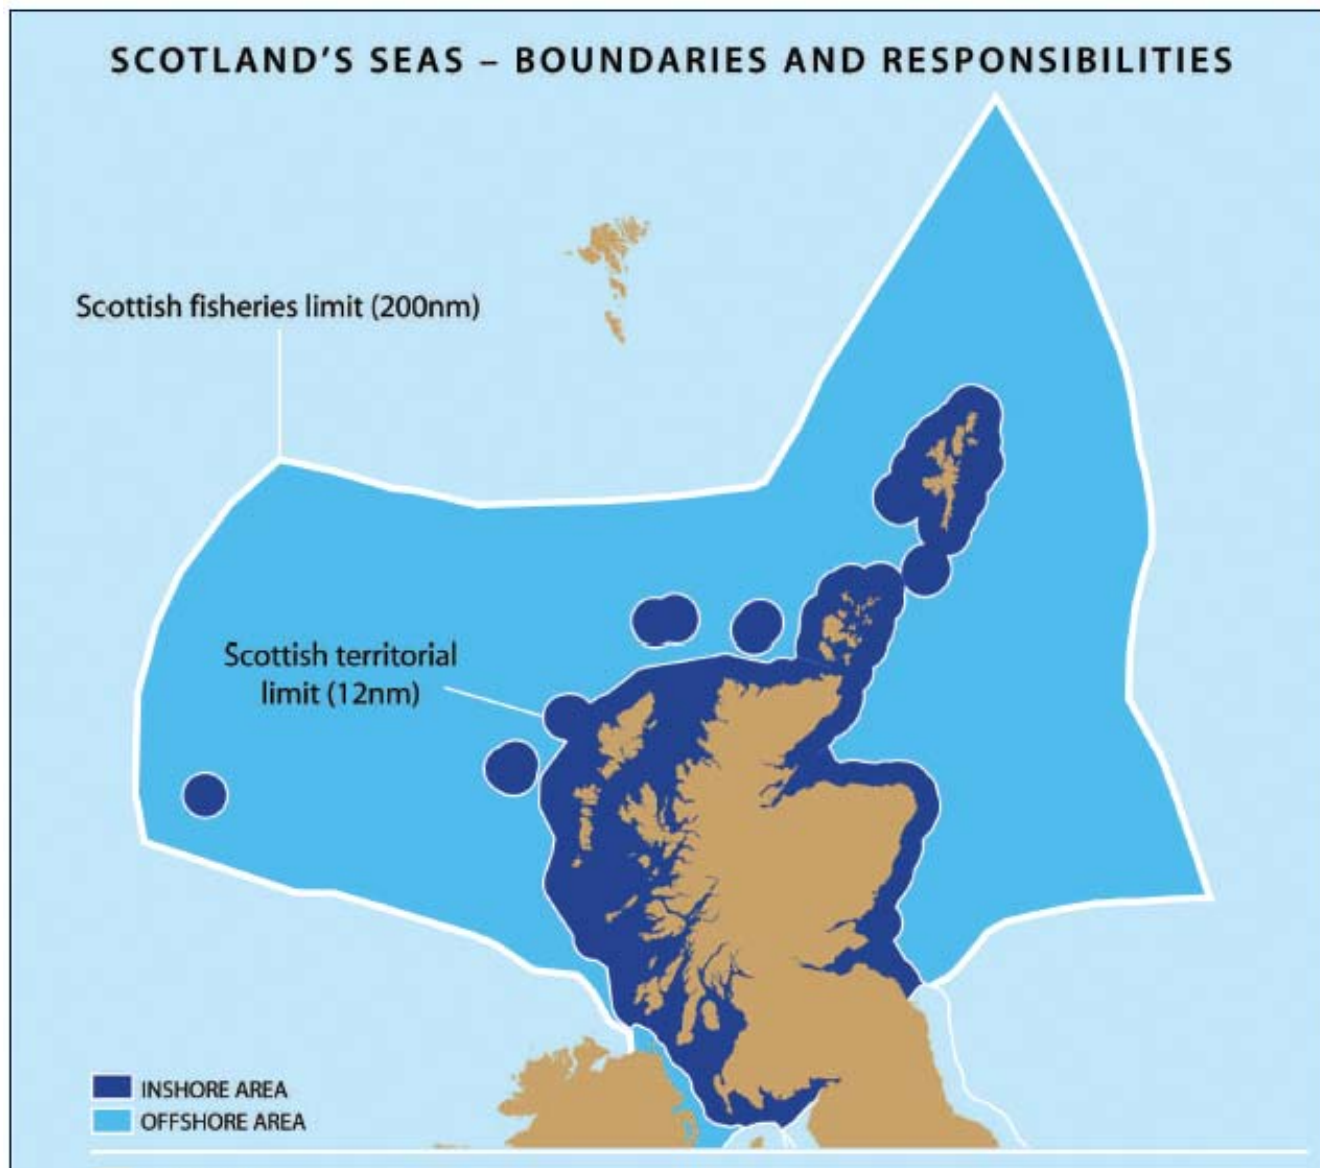 SCOTLAND'S SEAS – BOUNDARIES AND RESPONSIBILITIES
Scottish fisheries limit (200nm)
Scottish territorial
limit (12nm)
INSHORE AREA
OFFSHORE AREA